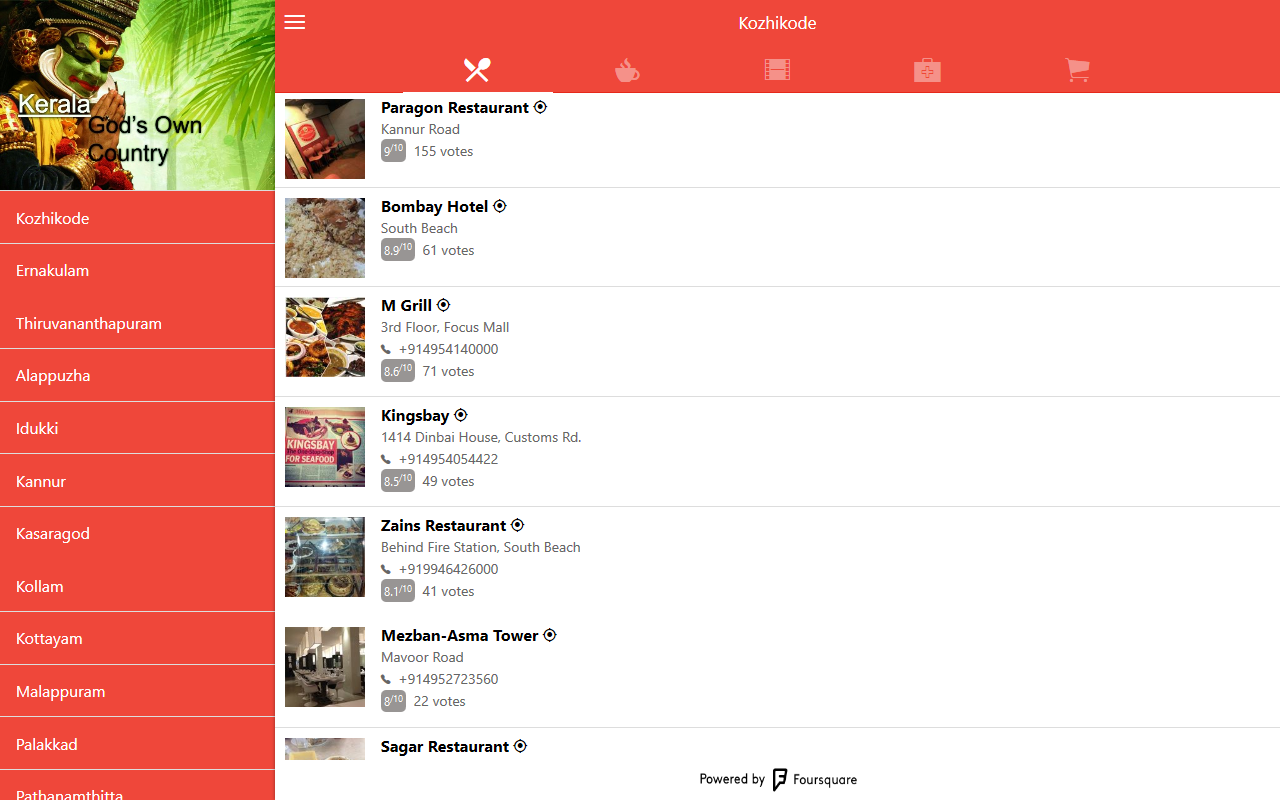 Kerala
God's Own
Country
Kozhikode
Ernakulam
Thiruvananthapuram
Alappuzha
Idukki
Kannur
Kasaragod
Kollam
Kottayam
Malappuram
Palakkad
Pathanamthitta
Kozhikode
Paragon Restaurant
Kannur Road
9/10 155 votes
Bombay Hotel
South Beach
8.9/10 61 votes
M Grill
3rd Floor, Focus Mall
+914954140000
8.6/10 71 votes
Kingsbay
1414 Dinbai House, Customs Rd.
+914954054422
8.5/10 49 votes
KINGSBAY
FOR SEAFOOD
Zains Restaurant
Behind Fire Station, South Beach
+919946426000
8.1/10 41 votes
Mezban-Asma Tower
Mavoor Road
+914952723560
8/10 22 votes
Sagar Restaurant
Powered by Foursquare